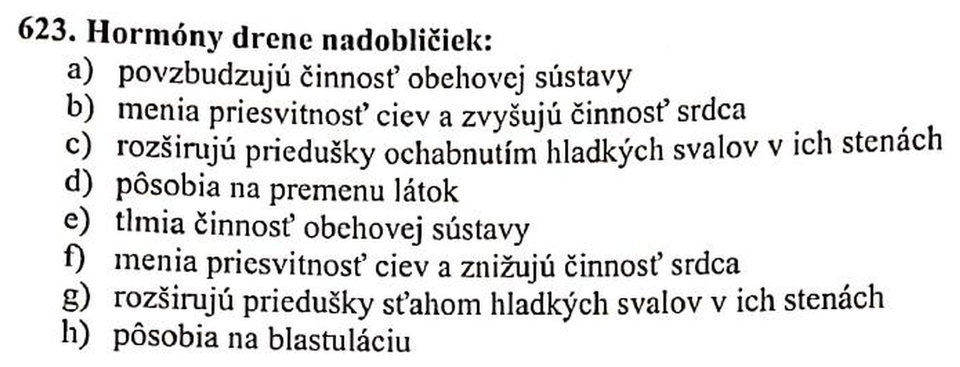 623. Hormóny drene nadobličiek:
a) povzbudzujú činnosť obehovej sústavy
b) menia priesvitnosť ciev a zvyšujú činnosť srdca
c) rozširujú priedušky ochabnutím hladkých svalov v ich stenách
d) pôsobia na premenu látok
e) tlmia činnosť obehovej sústavy
f) menia priesvitnosť ciev a znižujú činnosť srdca
g) rozširujú priedušky sťahom hladkých svalov v ich stenách
h) pôsobia na blastuláciu